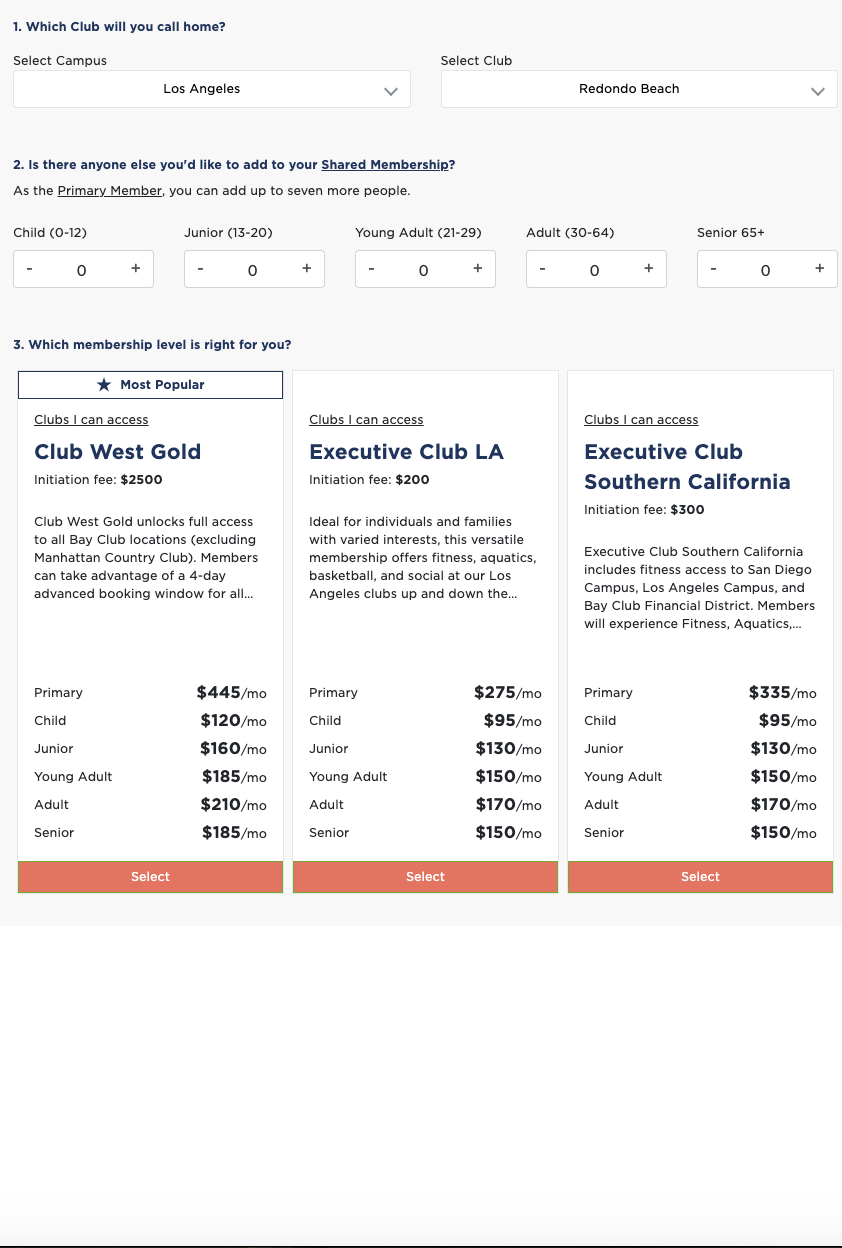 1. Which Club will you call home?
Select Campus
Select Club
Los Angeles
Redondo Beach
2. Is there anyone else you'd like to add to your Shared Membership?
As the Primary Member, you can add up to seven more people.
Child (0-12)
Junior (13-20)
Young Adult (21-29)
Adult (30-64)
Senior 65+
- 0 +
- 0 +
- 0 +
- 0 +
- 0 +
3. Which membership level is right for you?
★ Most Popular
Clubs I can access
Club West Gold
Initiation fee: $2500
Club West Gold unlocks full access
to all Bay Club locations (excluding
Manhattan Country Club). Members
can take advantage of a 4-day
advanced booking window for all...
Primary $445/mo
Child $120/mo
Junior $160/mo
Young Adult $185/mo
Adult $210/mo
Senior $185/mo
Select
Clubs I can access
Executive Club LA
Initiation fee: $200
Ideal for individuals and families
with varied interests, this versatile
membership offers fitness, aquatics,
basketball, and social at our Los
Angeles clubs up and down the...
Primary $275/mo
Child $95/mo
Junior $130/mo
Young Adult $150/mo
Adult $170/mo
Senior $150/mo
Select
Clubs I can access
Executive Club
Southern California
Initiation fee: $300
Executive Club Southern California
includes fitness access to San Diego
Campus, Los Angeles Campus, and
Bay Club Financial District. Members
will experience Fitness, Aquatics,...
Primary $335/mo
Child $95/mo
Junior $130/mo
Young Adult $150/mo
Adult $170/mo
Senior $150/mo
Select